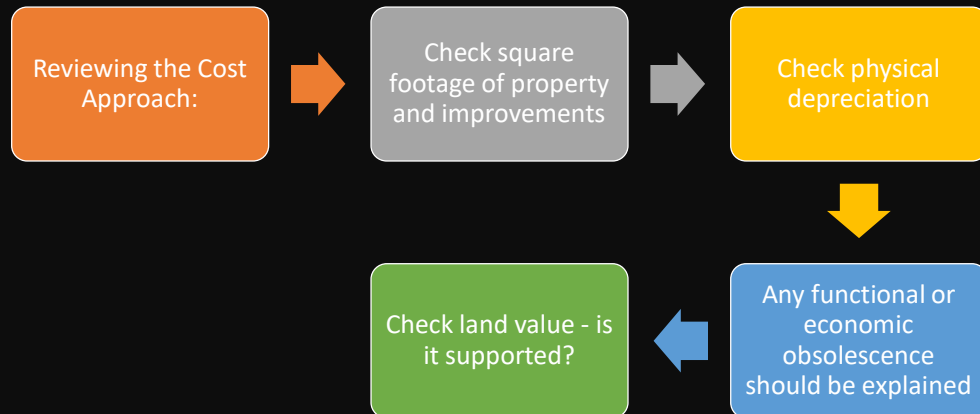 Reviewing the Cost
Approach:
Check square
footage of property
and improvements
Check physical
depreciation
Any functional or
economic
obsolescence
should be explained
Check land value - is
it supported?